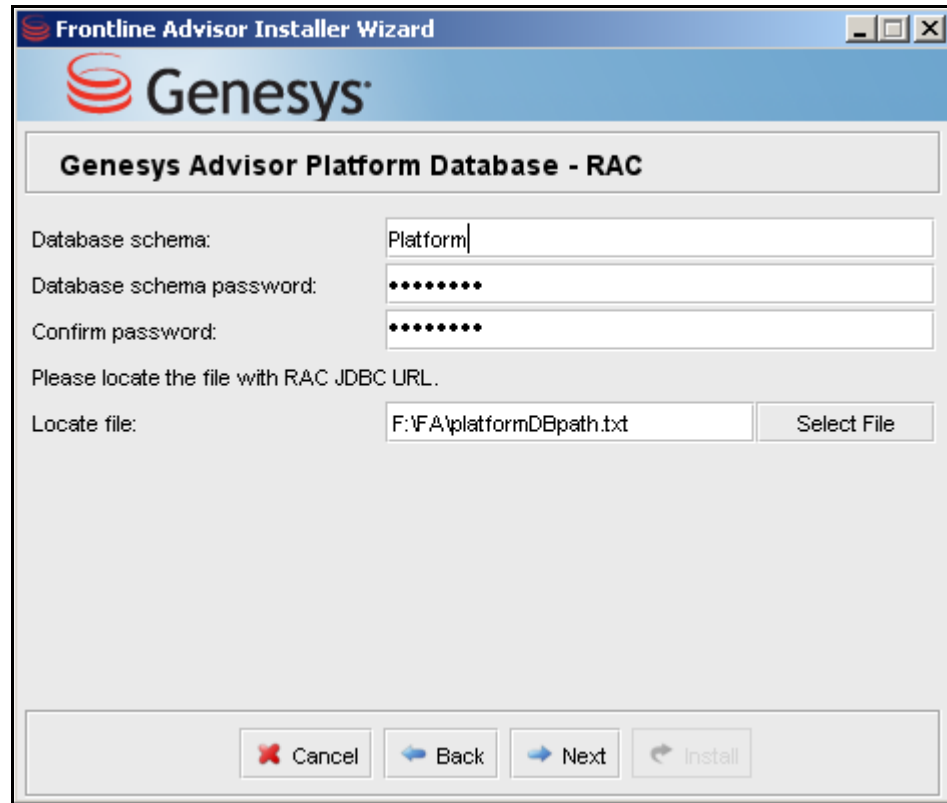 Frontline Advisor Installer Wizard
Genesys
Genesys Advisor Platform Database - RAC
Database schema: Platform
Database schema password: ••••••••
Confirm password: ••••••••
Please locate the file with RAC JDBC URL.
Locate file: F:\FA\platformDBpath.txt Select File
Cancel Back Next Install